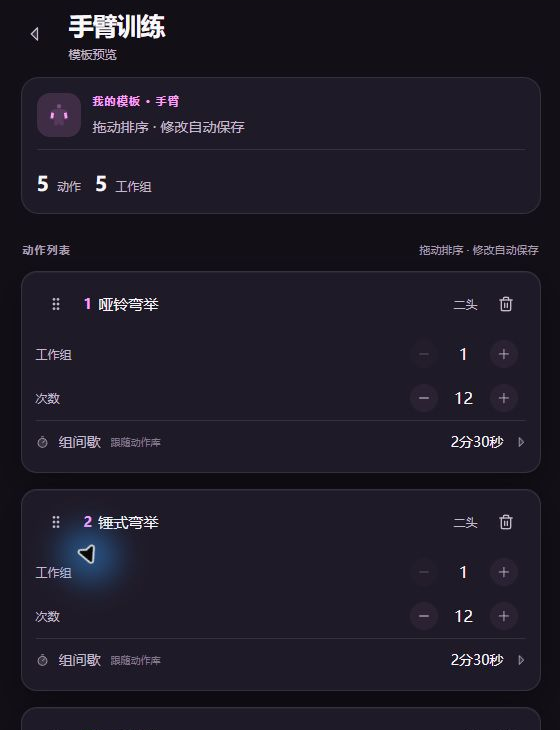 手臂训练
模板预览
我的模板 · 手臂
拖动排序 · 修改自动保存
5 动作 5 工作组
动作列表 拖动排序 · 修改自动保存
1 哑铃弯举 二头
工作组 1
次数 12
组间歇 跟随动作库 2分30秒
2 锤式弯举 二头
工作组 1
次数 12
组间歇 跟随动作库 2分30秒